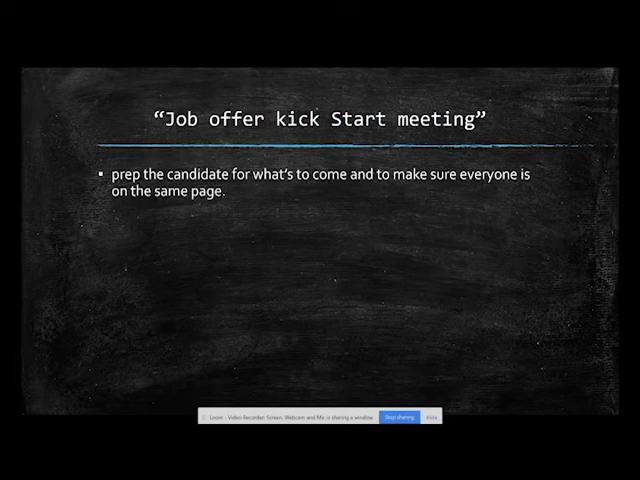 “Job offer kick Start meeting”
▪ prep the candidate for what’s to come and to make sure everyone is
on the same page.
Loom - Video Recorder: Screen, Webcam and Mic is sharing a window.
Stop sharing
Hide